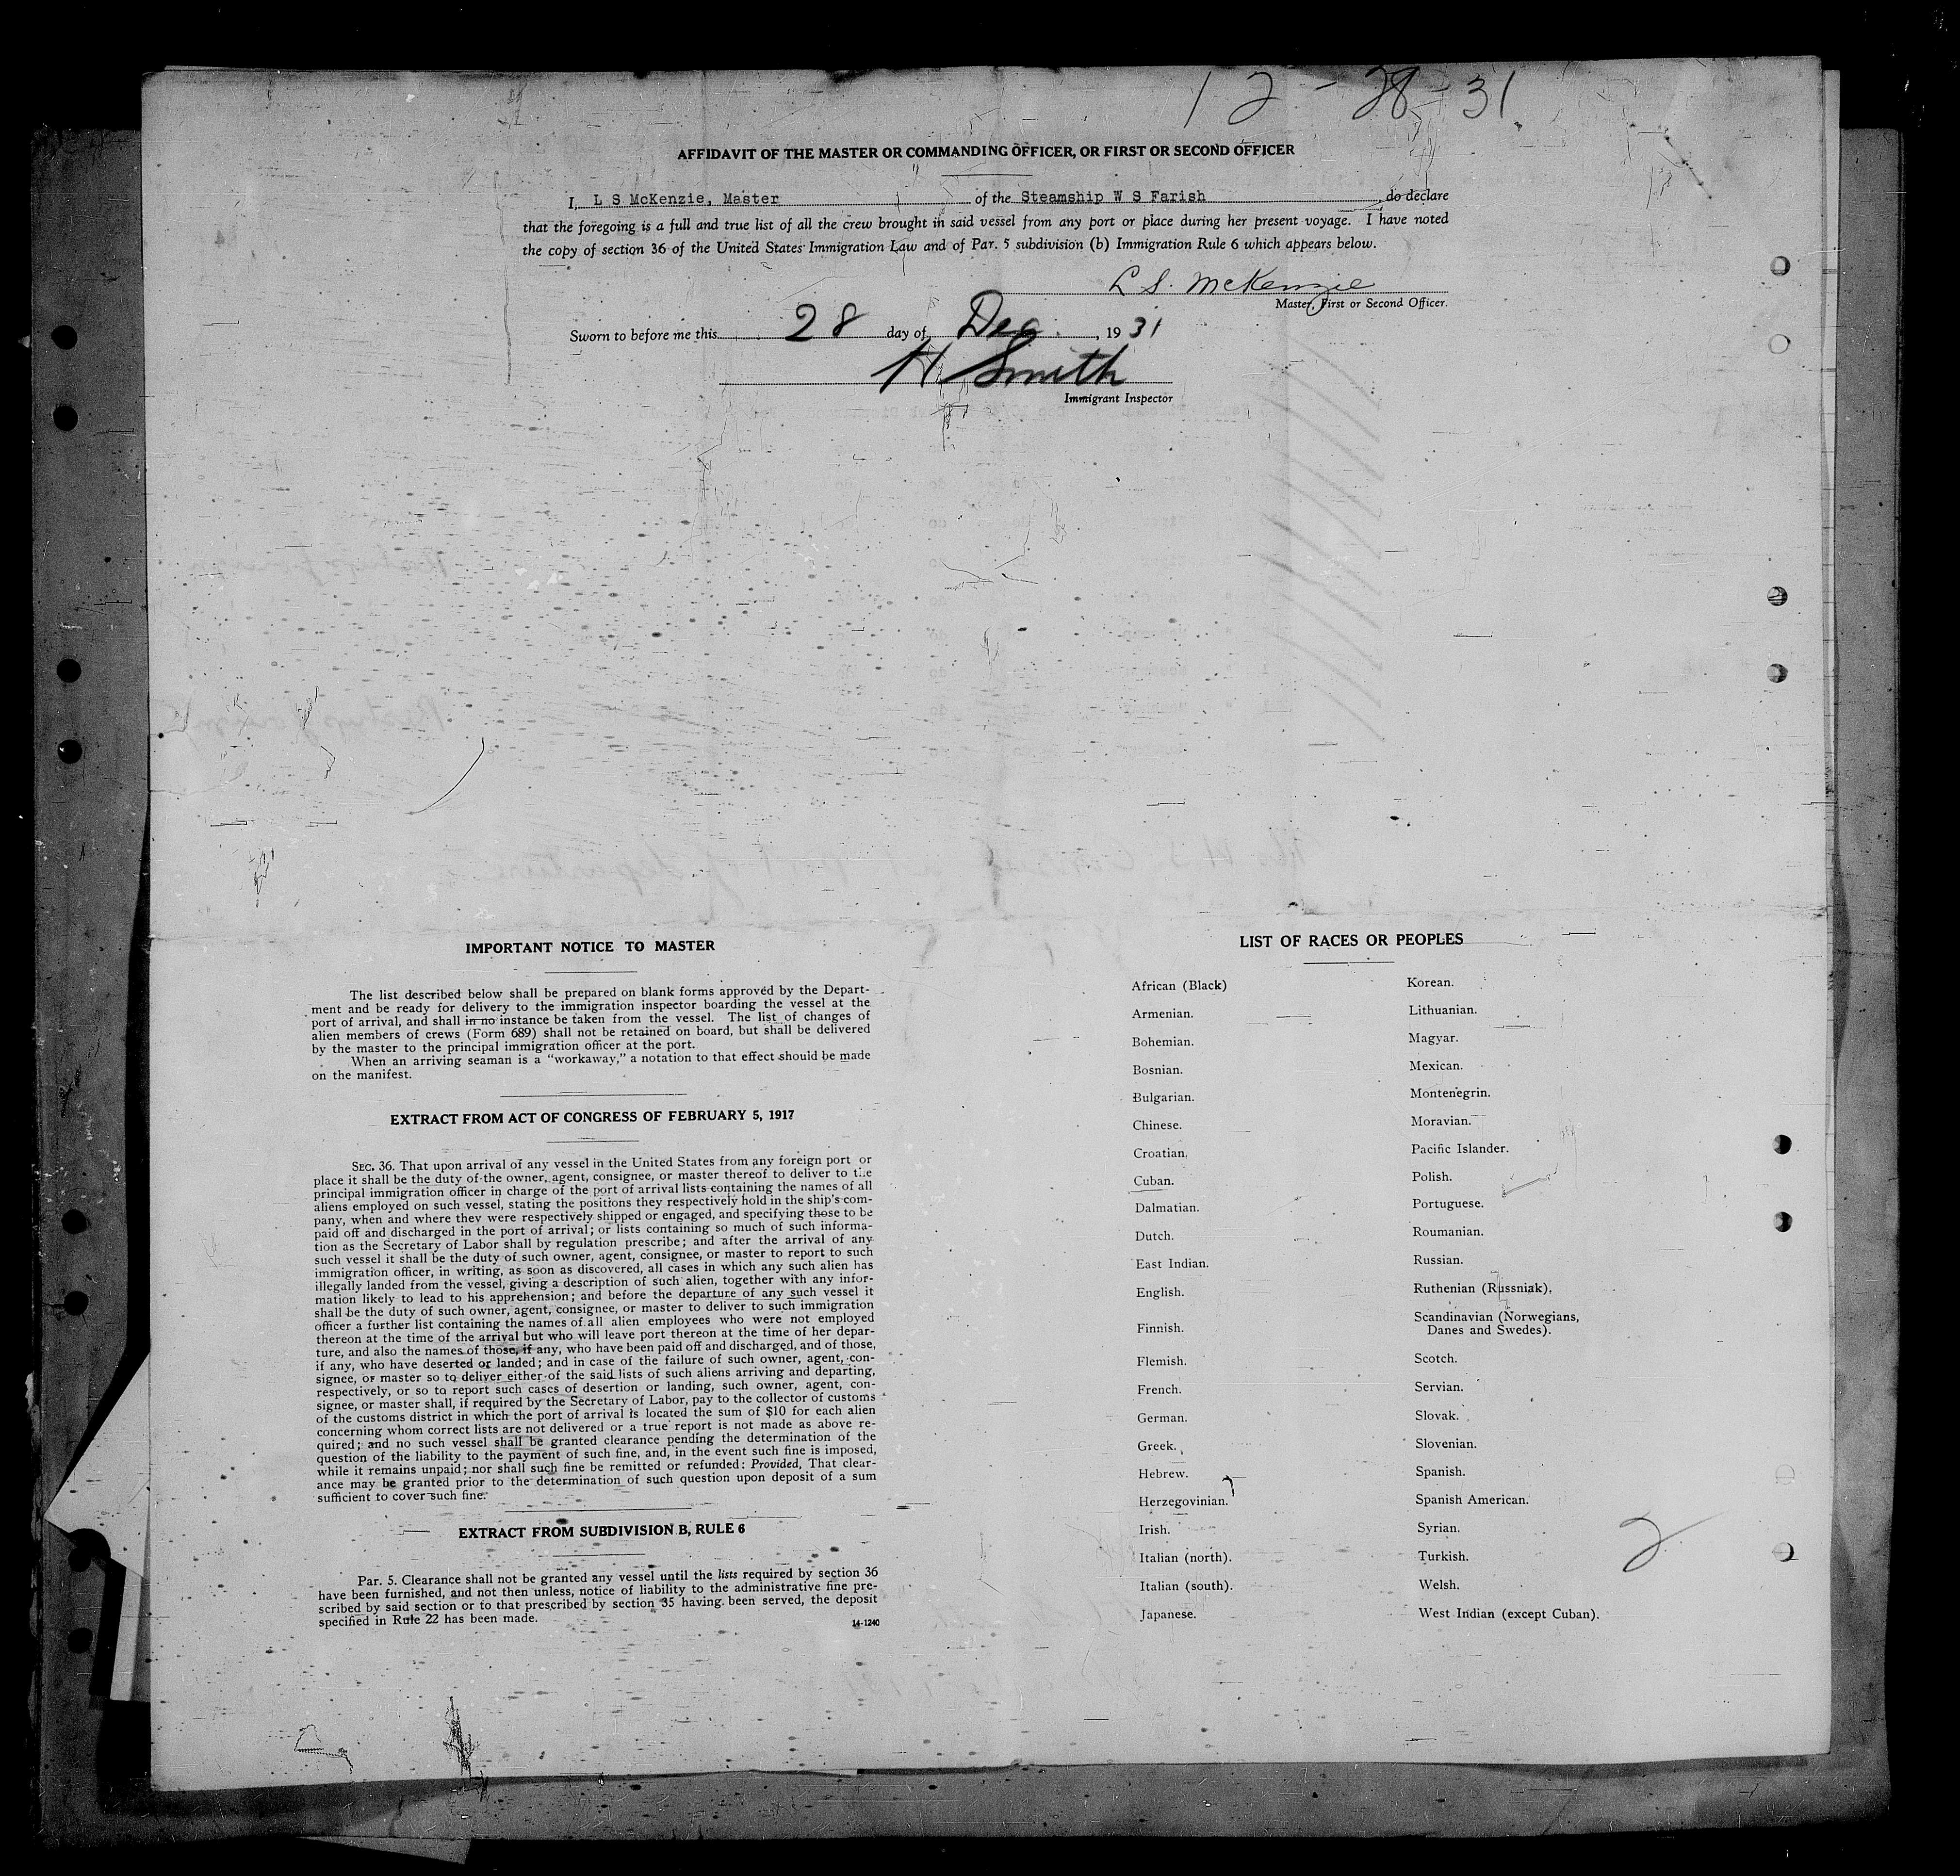 12-28-31
AFFIDAVIT OF THE MASTER OR COMMANDING OFFICER, OR FIRST OR SECOND OFFICER
I, L S McKenzie, Master of the Steamship W S Farish, do declare
that the foregoing is a full and true list of all the crew brought in said vessel from any port or place during her present voyage. I have noted
the copy of section 36 of the United States Immigration Law and of Par. 5 subdivision (b) Immigration Rule 6 which appears below.
L S. McKenzie
Master, First or Second Officer.
Sworn to before me this 28 day of Dec., 1931
H Smith
Immigrant Inspector
IMPORTANT NOTICE TO MASTER
The list described below shall be prepared on blank forms approved by the Depart-
ment and be ready for delivery to the immigration inspector boarding the vessel at the
port of arrival, and shall in no instance be taken from the vessel. The list of changes of
alien members of crews (Form 689) shall not be retained on board, but shall be delivered
by the master to the principal immigration officer at the port.
When an arriving seaman is a "workaway," a notation to that effect should be made
on the manifest.
EXTRACT FROM ACT OF CONGRESS OF FEBRUARY 5, 1917
SEC. 36. That upon arrival of any vessel in the United States from any foreign port or
place it shall be the duty of the owner, agent, consignee, or master thereof to deliver to the
principal immigration officer in charge of the port of arrival lists containing the names of all
aliens employed on such vessel, stating the positions they respectively hold in the ship's com-
pany, when and where they were respectively shipped or engaged, and specifying those to be
paid off and discharged in the port of arrival; or lists containing so much of such informa-
tion as the Secretary of Labor shall by regulation prescribe; and after the arrival of any
such vessel it shall be the duty of such owner, agent, consignee, or master to report to such
immigration officer, in writing, as soon as discovered, all cases in which any such alien has
illegally landed from the vessel, giving a description of such alien, together with any infor-
mation likely to lead to his apprehension; and before the departure of any such vessel it
shall be the duty of such owner, agent, consignee, or master to deliver to such immigration
officer a further list containing the names of all alien employees who were not employed
thereon at the time of the arrival but who will leave port thereon at the time of her depar-
ture, and also the names of those, if any, who have been paid off and discharged, and of those,
if any, who have deserted or landed; and in case of the failure of such owner, agent, con-
signee, or master so to deliver either of the said lists of such aliens arriving and departing,
respectively, or so to report such cases of desertion or landing, such owner, agent, con-
signee, or master shall, if required by the Secretary of Labor, pay to the collector of customs
of the customs district in which the port of arrival is located the sum of $10 for each alien
concerning whom correct lists are not delivered or a true report is not made as above re-
quired; and no such vessel shall be granted clearance pending the determination of the
question of the liability to the payment of such fine, and, in the event such fine is imposed,
while it remains unpaid; nor shall such fine be remitted or refunded: Provided, That clear-
ance may be granted prior to the determination of such question upon deposit of a sum
sufficient to cover such fine.
EXTRACT FROM SUBDIVISION B, RULE 6
Par. 5. Clearance shall not be granted any vessel until the lists required by section 36
have been furnished, and not then unless, notice of liability to the administrative fine pre-
scribed by said section or to that prescribed by section 35 having been served, the deposit
specified in Rule 22 has been made.
14-1240
LIST OF RACES OR PEOPLES
African (Black)
Armenian.
Bohemian.
Bosnian.
Bulgarian.
Chinese.
Croatian.
Cuban.
Dalmatian.
Dutch.
East Indian.
English.
Finnish.
Flemish.
French.
German.
Greek.
Hebrew.
Herzegovinian.
Irish.
Italian (north).
Italian (south).
Japanese.
Korean.
Lithuanian.
Magyar.
Mexican.
Montenegrin.
Moravian.
Pacific Islander.
Polish.
Portuguese.
Roumanian.
Russian.
Ruthenian (Russniak).
Scandinavian (Norwegians,
Danes and Swedes).
Scotch.
Servian.
Slovak.
Slovenian.
Spanish.
Spanish American.
Syrian.
Turkish.
Welsh.
West Indian (except Cuban).
2